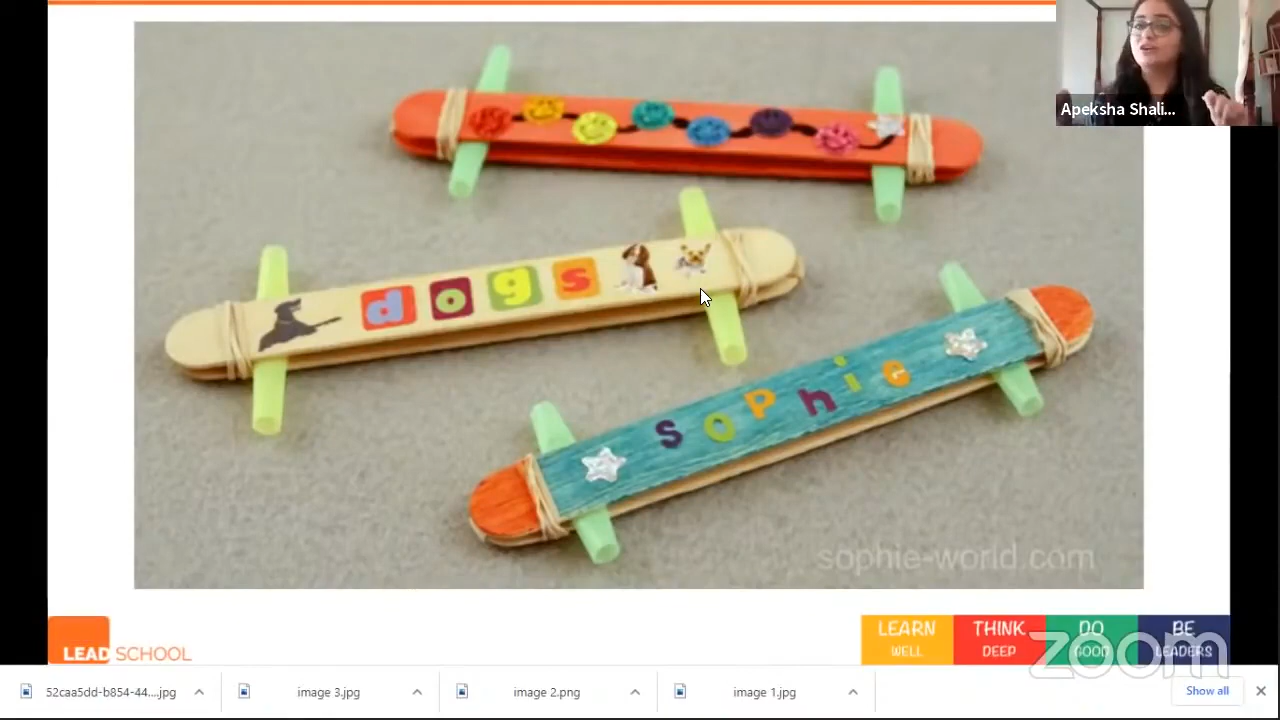 Apeksha Shali...
dogs
sophie
sophie-world.com
LEAD SCHOOL
LEARN
WELL
THINK
DEEP
DO
GOOD
BE
LEADERS
zoom
52caa5dd-b854-44....jpg
image 3.jpg
image 2.png
image 1.jpg
Show all